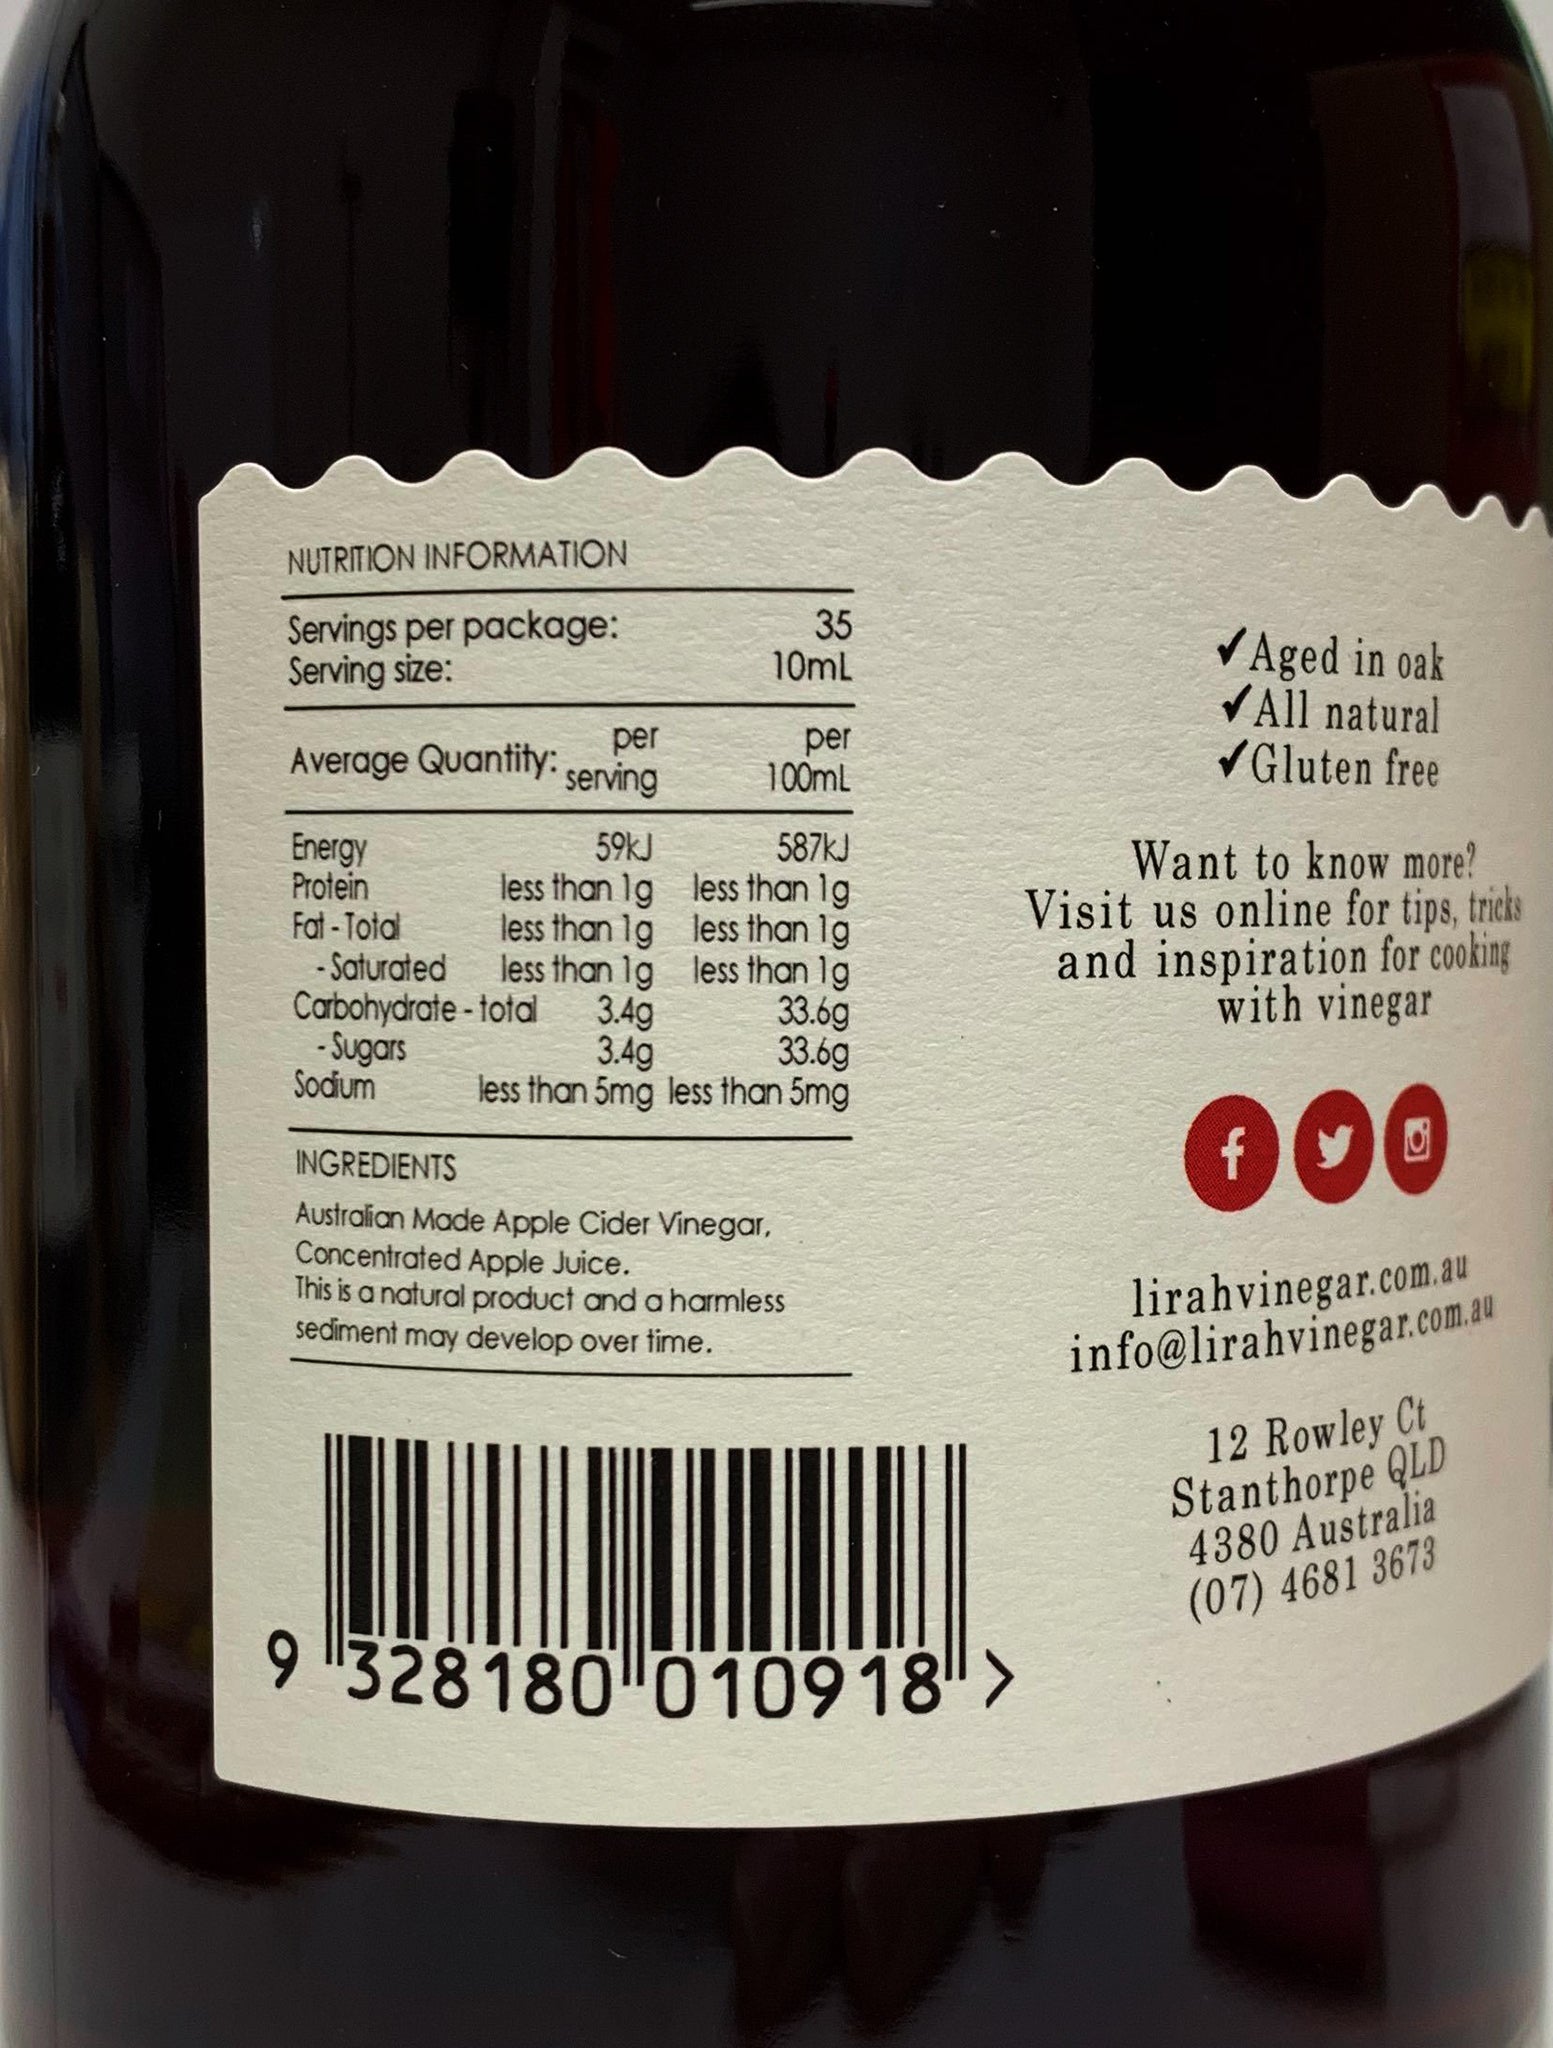 NUTRITION INFORMATION
Servings per package: 35
Serving size: 10mL
Average Quantity: per serving per 100mL
Energy 59kJ 587kJ
Protein less than 1g less than 1g
Fat - Total less than 1g less than 1g
- Saturated less than 1g less than 1g
Carbohydrate - total 3.4g 33.6g
- Sugars 3.4g 33.6g
Sodium less than 5mg less than 5mg
INGREDIENTS
Australian Made Apple Cider Vinegar,
Concentrated Apple Juice.
This is a natural product and a harmless
sediment may develop over time.
9 328180 010918 >
✓Aged in oak
✓All natural
✓Gluten free
Want to know more?
Visit us online for tips, tricks
and inspiration for cooking
with vinegar
lirahvinegar.com.au
info@lirahvinegar.com.au
12 Rowley Ct
Stanthorpe QLD
4380 Australia
(07) 4681 3673